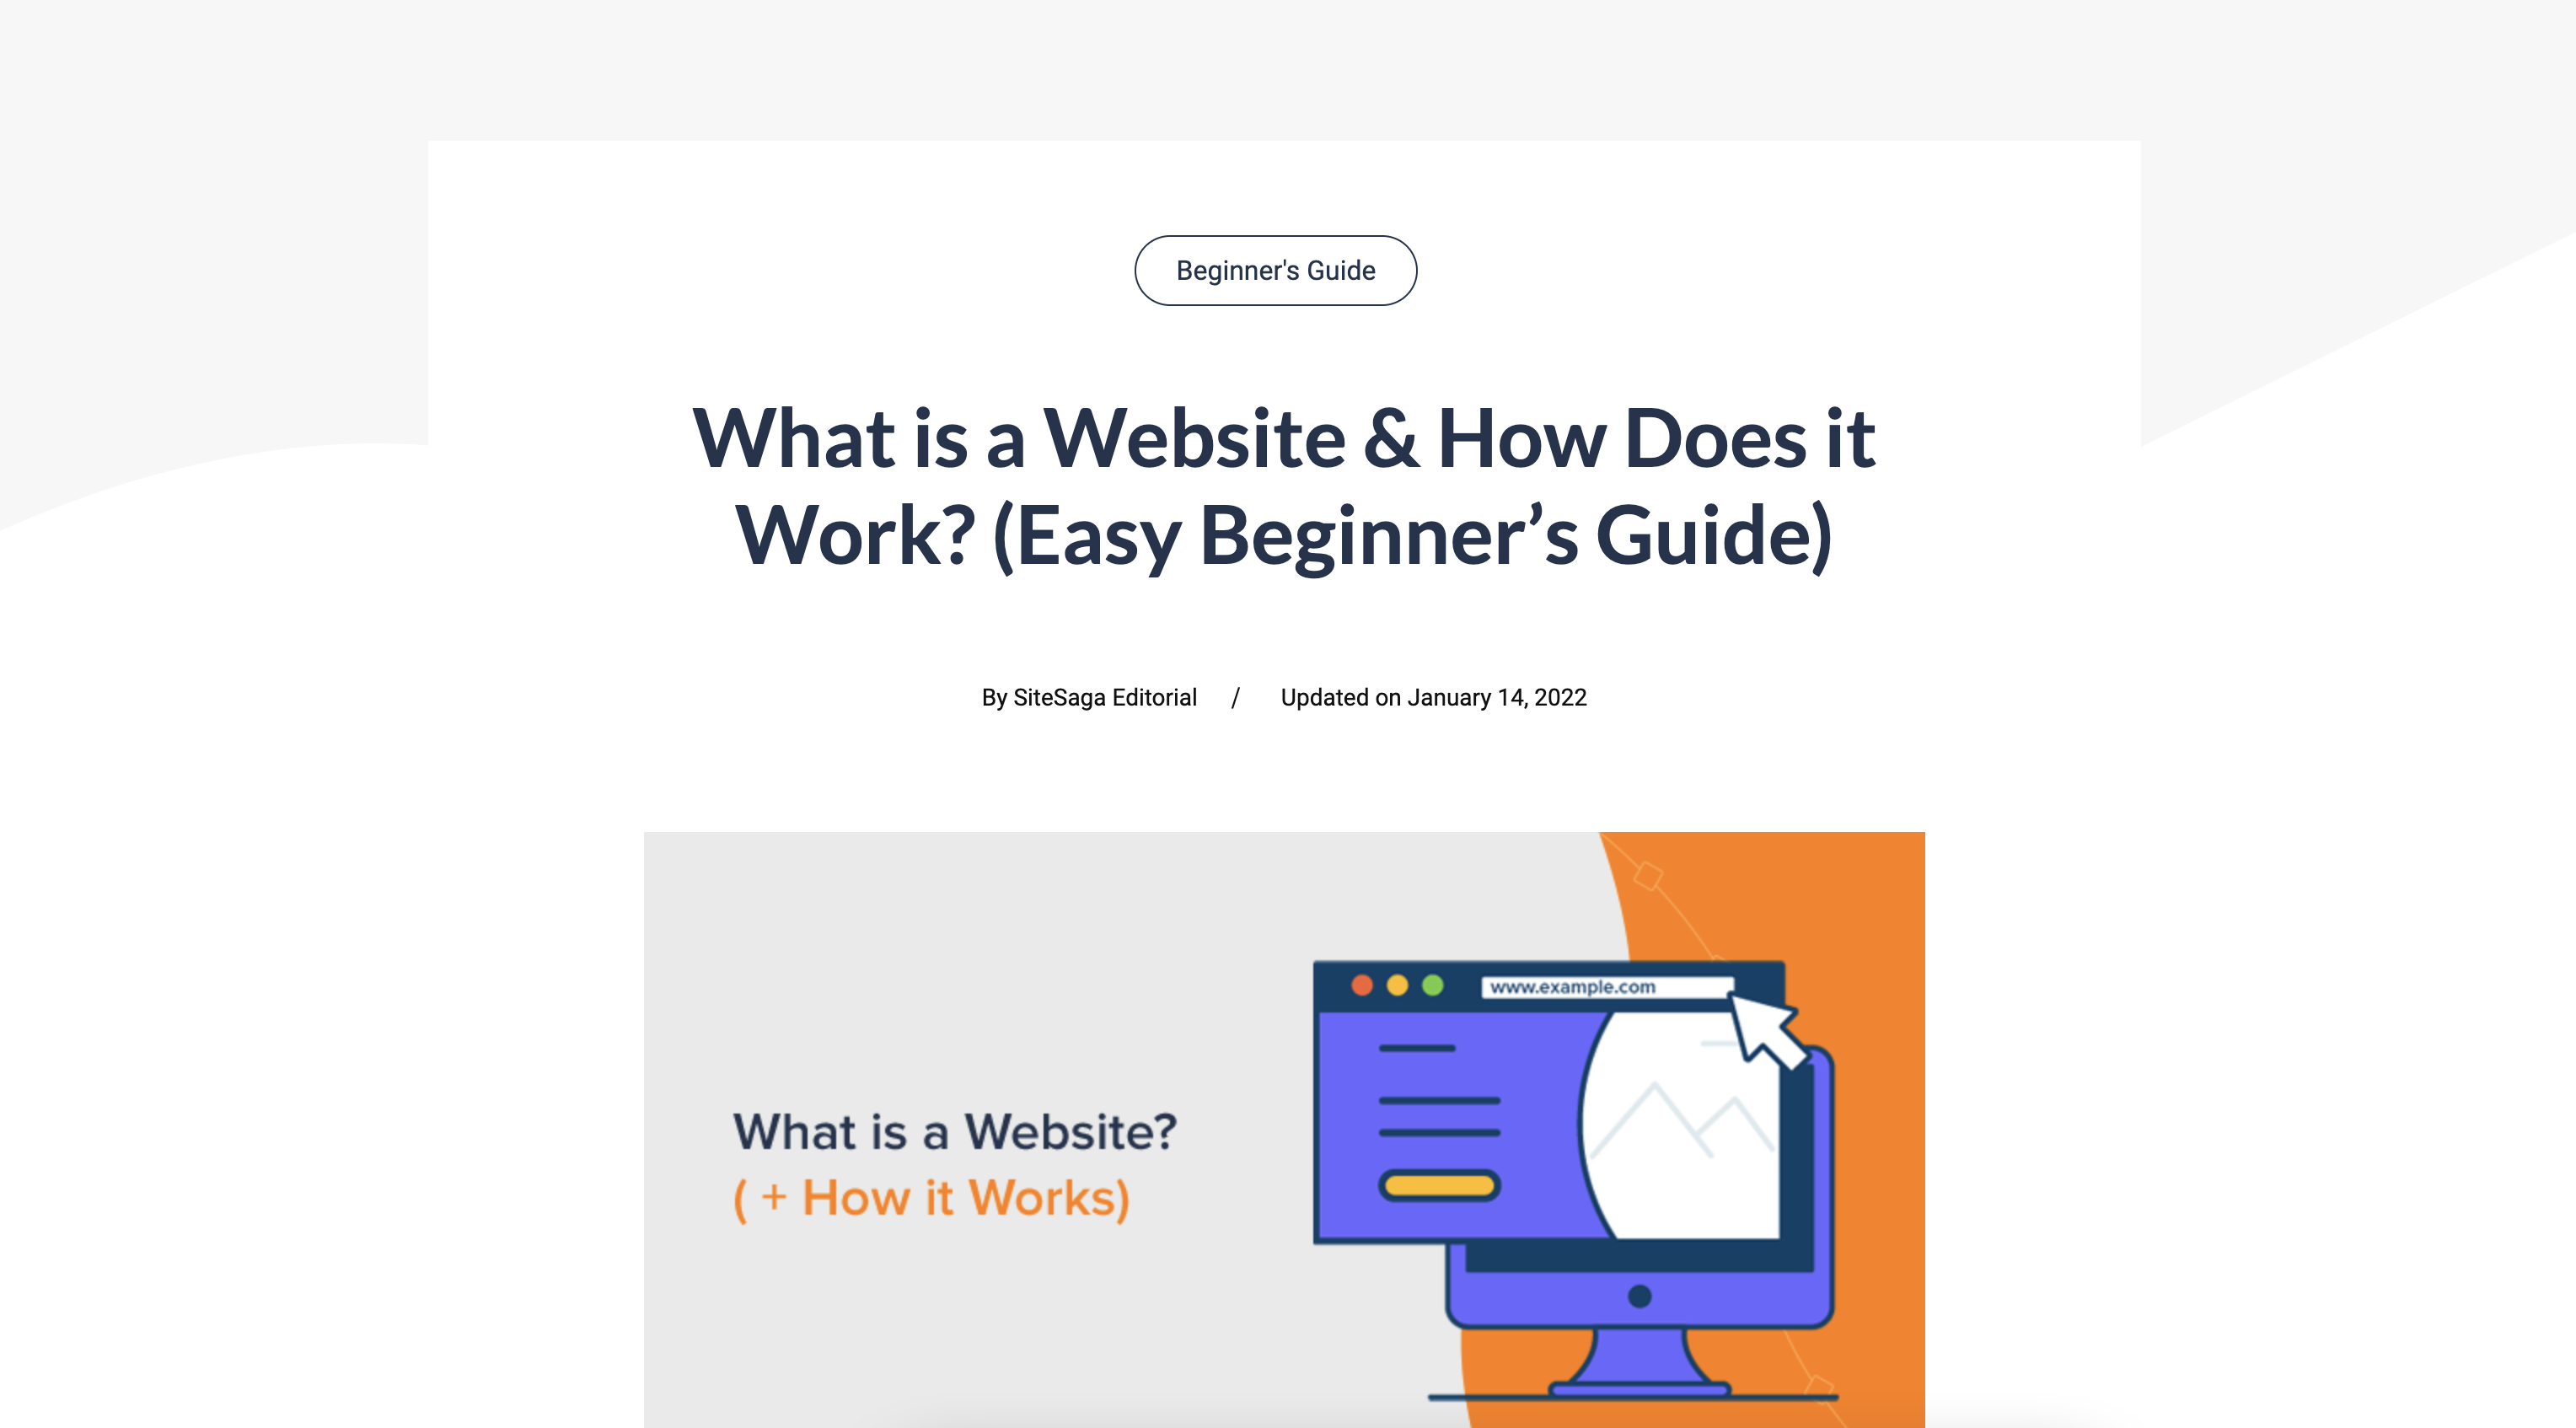 Beginner's Guide
What is a Website & How Does it
Work? (Easy Beginner’s Guide)
By SiteSaga Editorial / Updated on January 14, 2022
www.example.com
What is a Website?
( + How it Works)